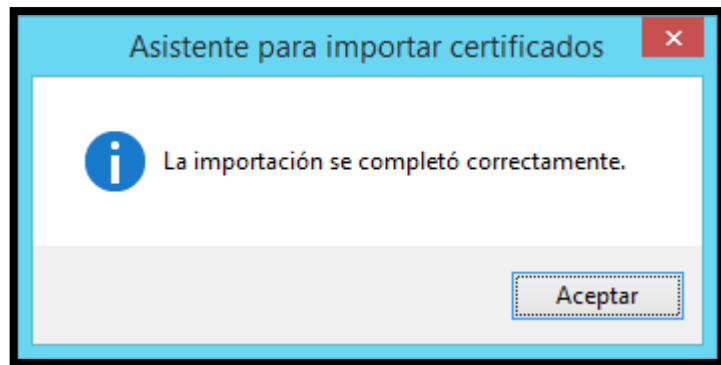 Asistente para importar certificados
La importación se completó correctamente.
Aceptar